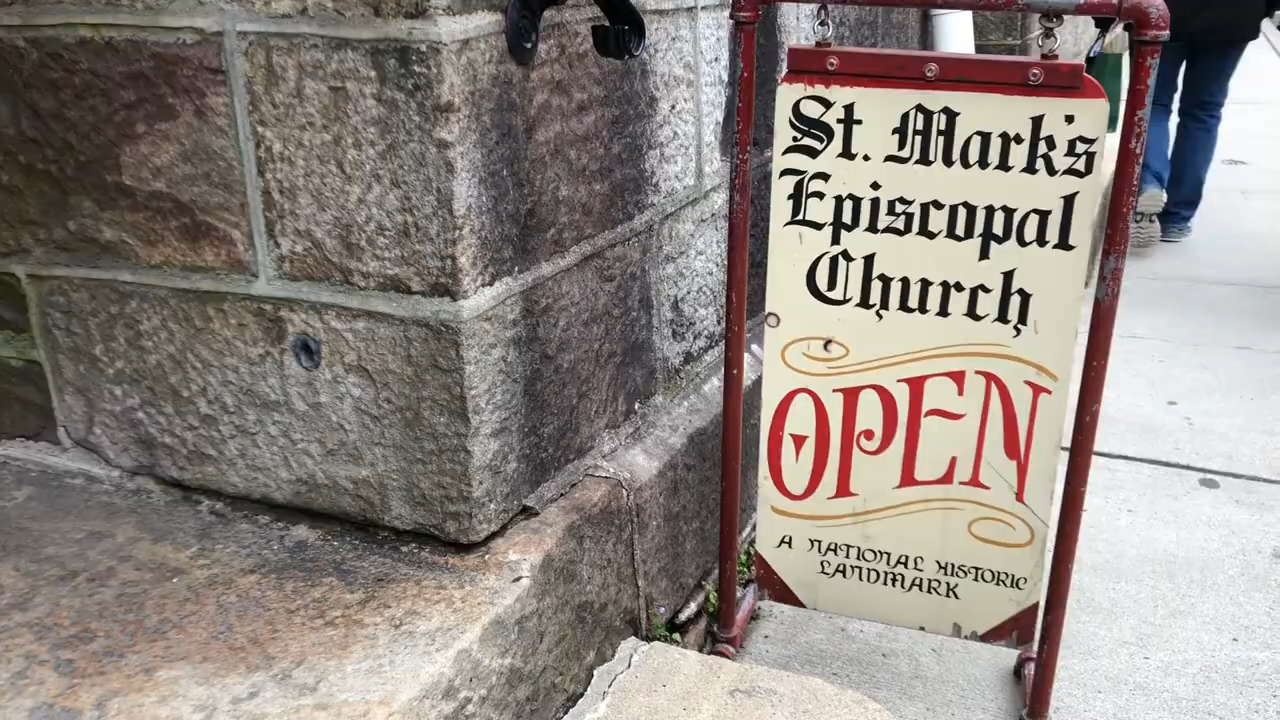 St. Mark's
Episcopal
Church
OPEN
A NATIONAL HISTORIC
LANDMARK